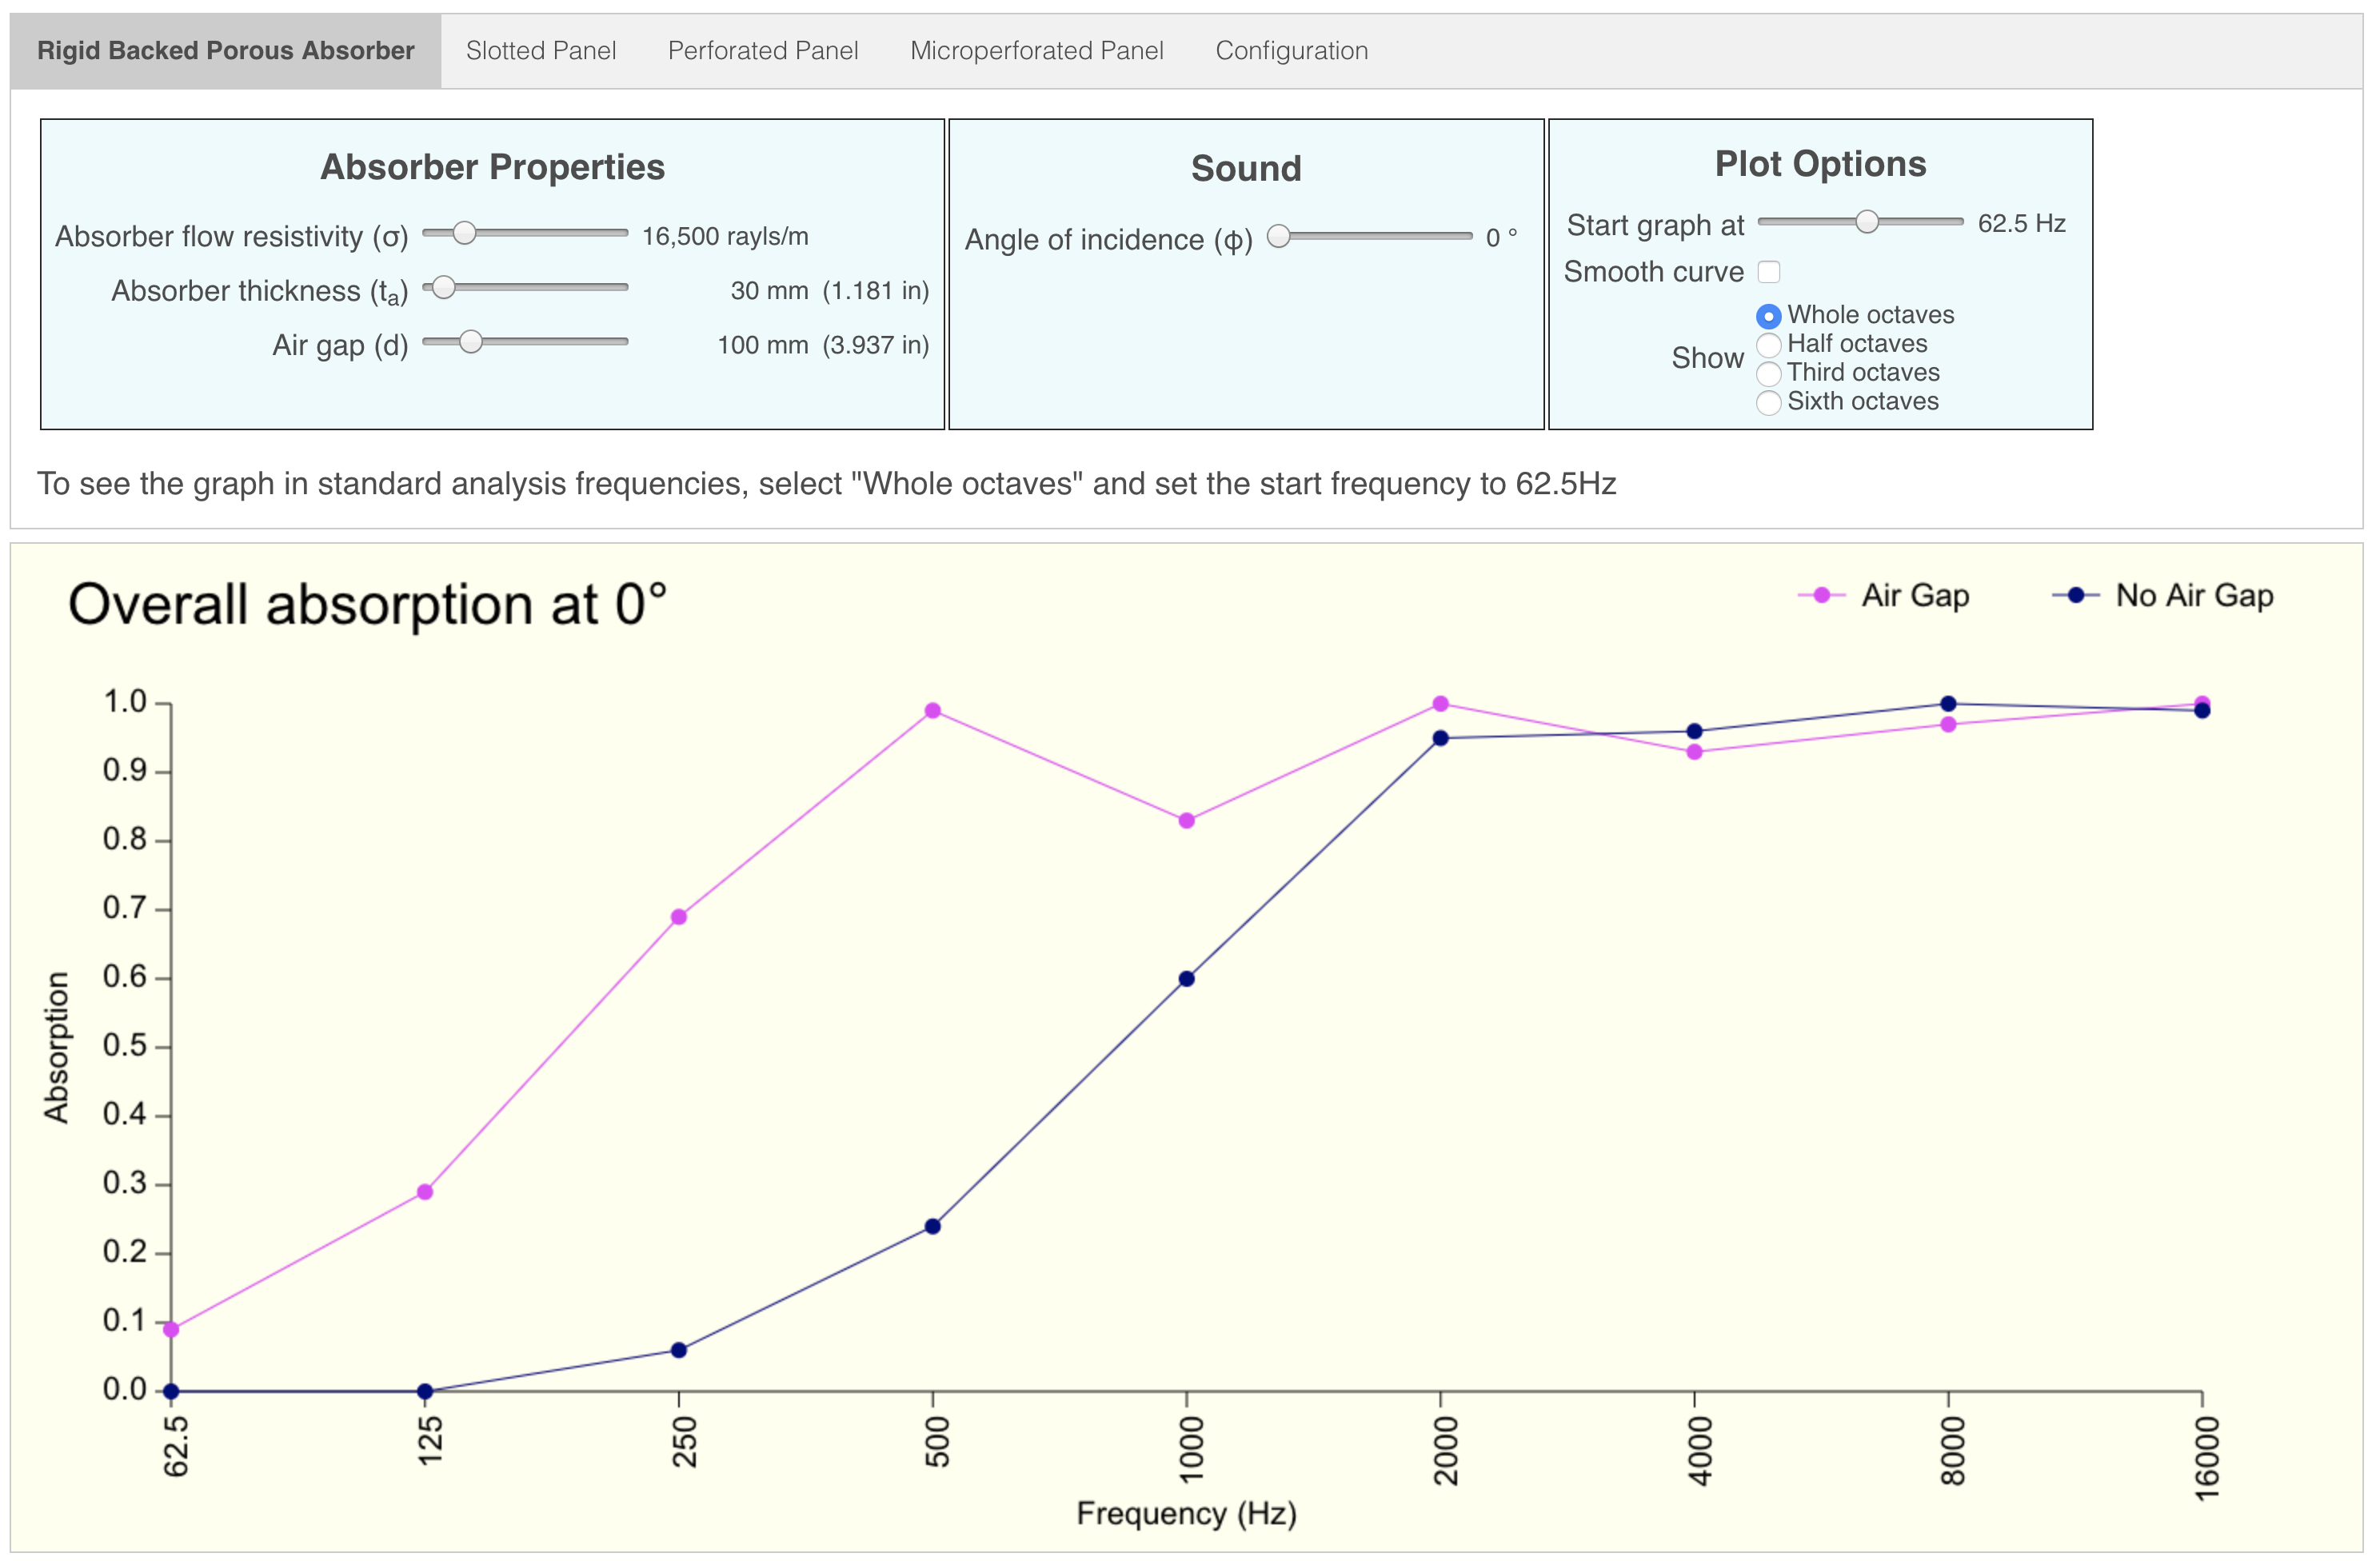 Rigid Backed Porous Absorber Slotted Panel Perforated Panel Microperforated Panel Configuration
Absorber Properties
Absorber flow resistivity (σ) 16,500 rayls/m
Absorber thickness (ta) 30 mm (1.181 in)
Air gap (d) 100 mm (3.937 in)
Sound
Angle of incidence (ϕ) 0 °
Plot Options
Start graph at 62.5 Hz
Smooth curve
Show
Whole octaves
Half octaves
Third octaves
Sixth octaves
To see the graph in standard analysis frequencies, select "Whole octaves" and set the start frequency to 62.5Hz
Overall absorption at 0°
Air Gap No Air Gap
Absorption
1.0
0.9
0.8
0.7
0.6
0.5
0.4
0.3
0.2
0.1
0.0
62.5 125 250 500 1000 2000 4000 8000 16000
Frequency (Hz)